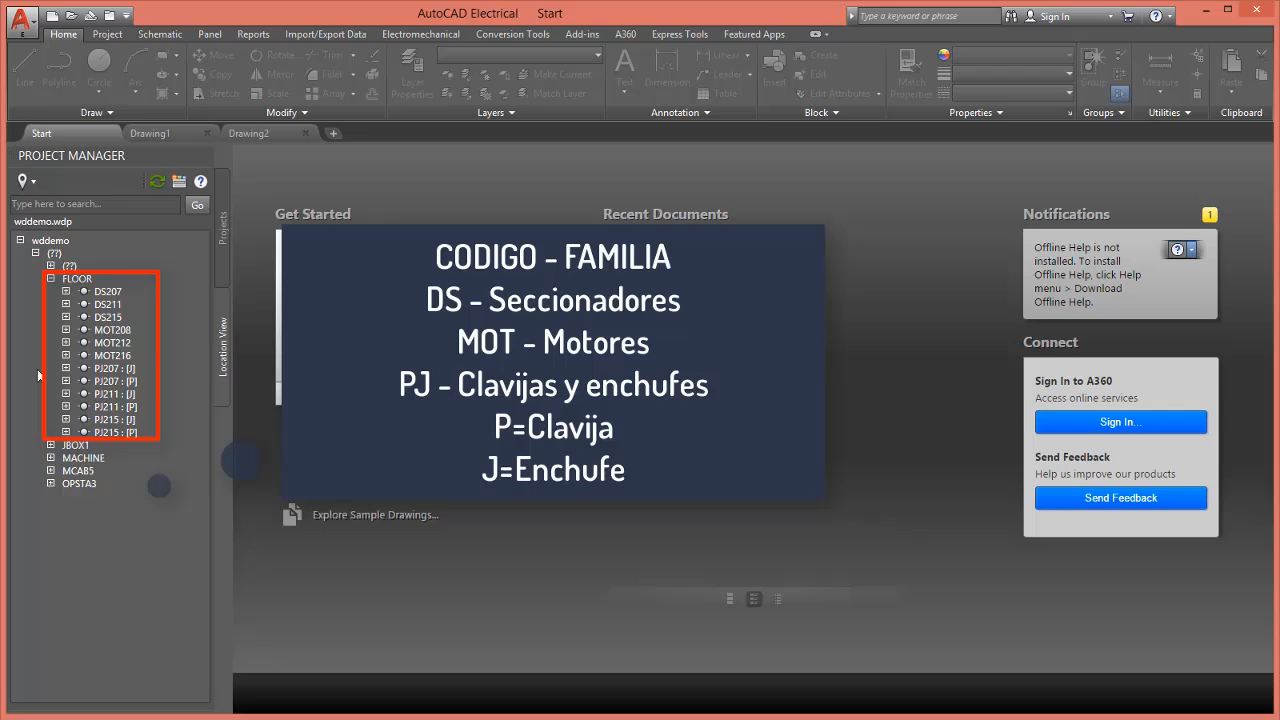 AutoCAD Electrical Start
Type a keyword or phrase
Sign In
Home Project Schematic Panel Reports Import/Export Data Electromechanical Conversion Tools Add-ins A360 Express Tools Featured Apps
Line
Polyline
Circle
Arc
Move
Copy
Stretch
Rotate
Mirror
Scale
Trim
Fillet
Array
Layer
Properties
Make Current
Match Layer
Text
Dimension
Linear
Leader
Table
Insert
Create
Edit
Edit Attributes
Match
Properties
Group
Measure
Paste
Draw Modify Layers Annotation Block Properties Groups Utilities Clipboard
Start Drawing1 Drawing2
PROJECT MANAGER
Type here to search...
Go
wddemo.wdp
wddemo
(??)
(??)
FLOOR
DS207
DS211
DS215
MOT208
MOT212
MOT216
PJ207 : [J]
PJ207 : [P]
PJ211 : [J]
PJ211 : [P]
PJ215 : [J]
PJ215 : [P]
JBOX1
MACHINE
MCAB5
OPSTA3
Projects
Location View
Get Started
Recent Documents
CODIGO - FAMILIA
DS - Seccionadores
MOT - Motores
PJ - Clavijas y enchufes
P=Clavija
J=Enchufe
Explore Sample Drawings...
Notifications
1
Offline Help is not
installed. To install
Offline Help, click Help
menu > Download
Offline Help.
Connect
Sign In to A360
Access online services
Sign In...
Send Feedback
Help us improve our products
Send Feedback